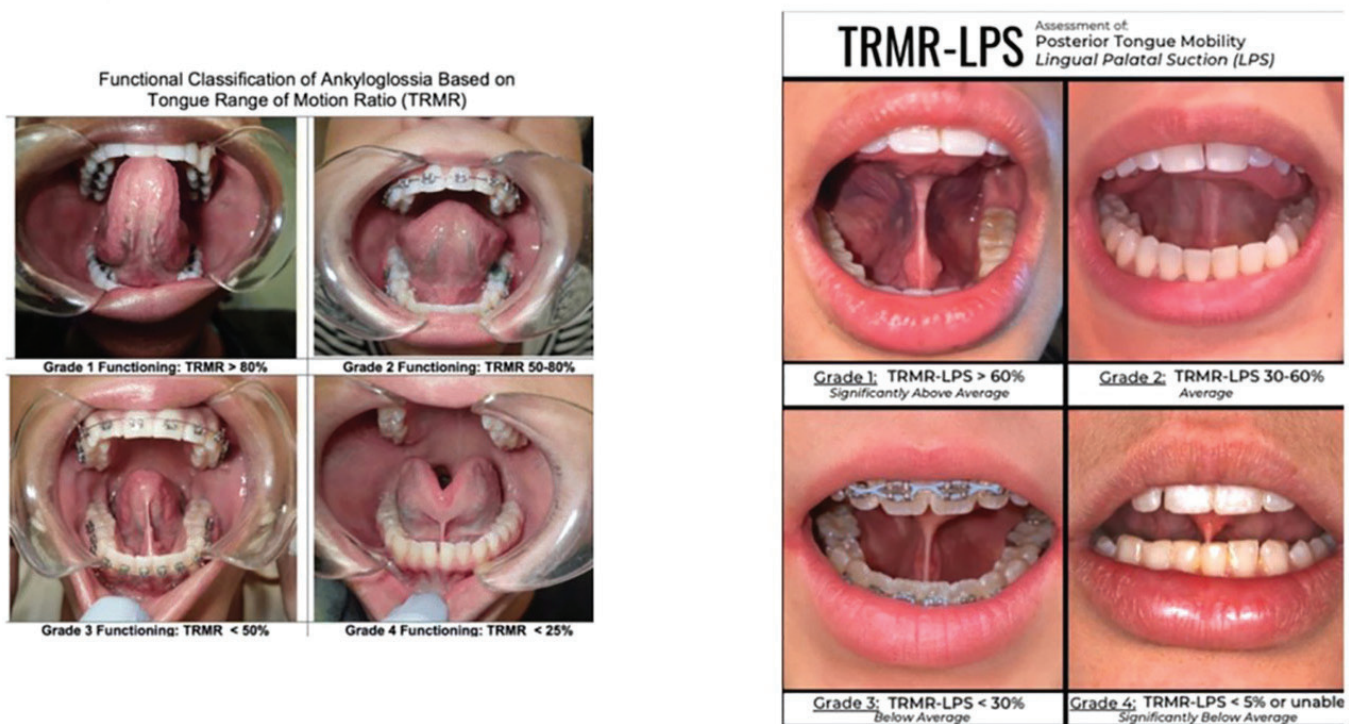 Functional Classification of Ankyloglossia Based on
Tongue Range of Motion Ratio (TRMR)
Grade 1 Functioning: TRMR > 80%
Grade 2 Functioning: TRMR 50-80%
Grade 3 Functioning: TRMR < 50%
Grade 4 Functioning: TRMR < 25%
TRMR-LPS
Assessment of:
Posterior Tongue Mobility
Lingual Palatal Suction (LPS)
Grade 1: TRMR-LPS > 60%
Significantly Above Average
Grade 2: TRMR-LPS 30-60%
Average
Grade 3: TRMR-LPS < 30%
Below Average
Grade 4: TRMR-LPS < 5% or unable
Significantly Below Average